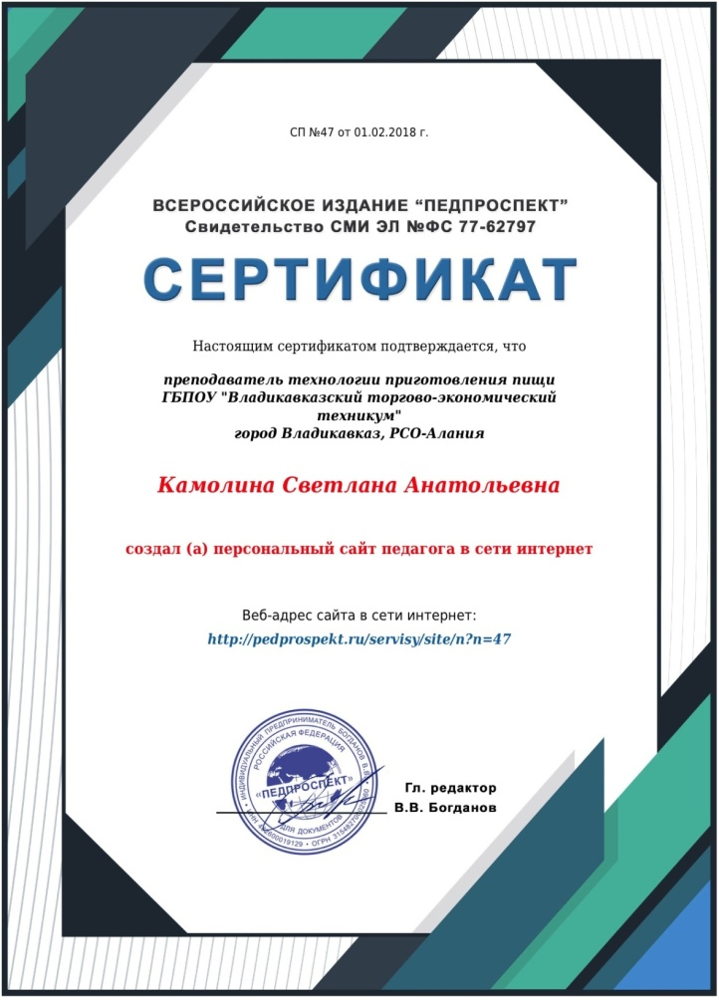 СП №47 от 01.02.2018 г.
ВСЕРОССИЙСКОЕ ИЗДАНИЕ “ПЕДПРОСПЕКТ”
Свидетельство СМИ ЭЛ №ФС 77-62797
СЕРТИФИКАТ
Настоящим сертификатом подтверждается, что
преподаватель технологии приготовления пищи
ГБПОУ "Владикавказский торгово-экономический
техникум"
город Владикавказ, РСО-Алания
Камолина Светлана Анатольевна
создал (а) персональный сайт педагога в сети интернет
Веб-адрес сайта в сети интернет:
http://pedprospekt.ru/servisy/site/n?n=47
ИНДИВИДУАЛЬНЫЙ ПРЕДПРИНИМАТЕЛЬ БОГДАНОВ В.В.
РОССИЙСКАЯ ФЕДЕРАЦИЯ
«ПЕДПРОСПЕКТ»
ДЛЯ ДОКУМЕНТОВ
ИНН • ОГРН
Гл. редактор
В.В. Богданов